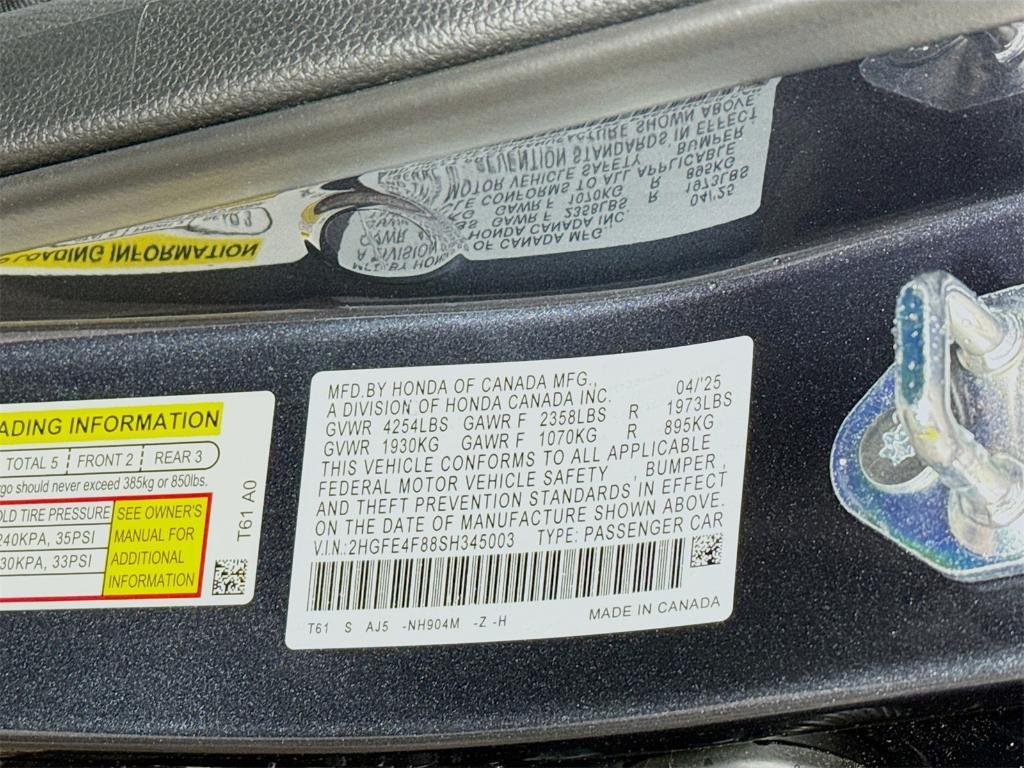 MFD.BY HONDA OF CANADA MFG., 04/'25
A DIVISION OF HONDA CANADA INC.
GVWR 4254LBS GAWR F 2358LBS R 1973LBS
GVWR 1930KG GAWR F 1070KG R 895KG
THIS VEHICLE CONFORMS TO ALL APPLICABLE
FEDERAL MOTOR VEHICLE SAFETY , BUMPER ,
AND THEFT PREVENTION STANDARDS IN EFFECT
ON THE DATE OF MANUFACTURE SHOWN ABOVE.
V.I.N.:2HGFE4F88SH345003 TYPE: PASSENGER CAR
T61 S AJ5 -NH904M -Z -H MADE IN CANADA
ADING INFORMATION
TOTAL 5 FRONT 2 REAR 3
rgo should never exceed 385kg or 850lbs.
OLD TIRE PRESSURE
240KPA, 35PSI
30KPA, 33PSI
SEE OWNER'S
MANUAL FOR
ADDITIONAL
INFORMATION
T61 A0